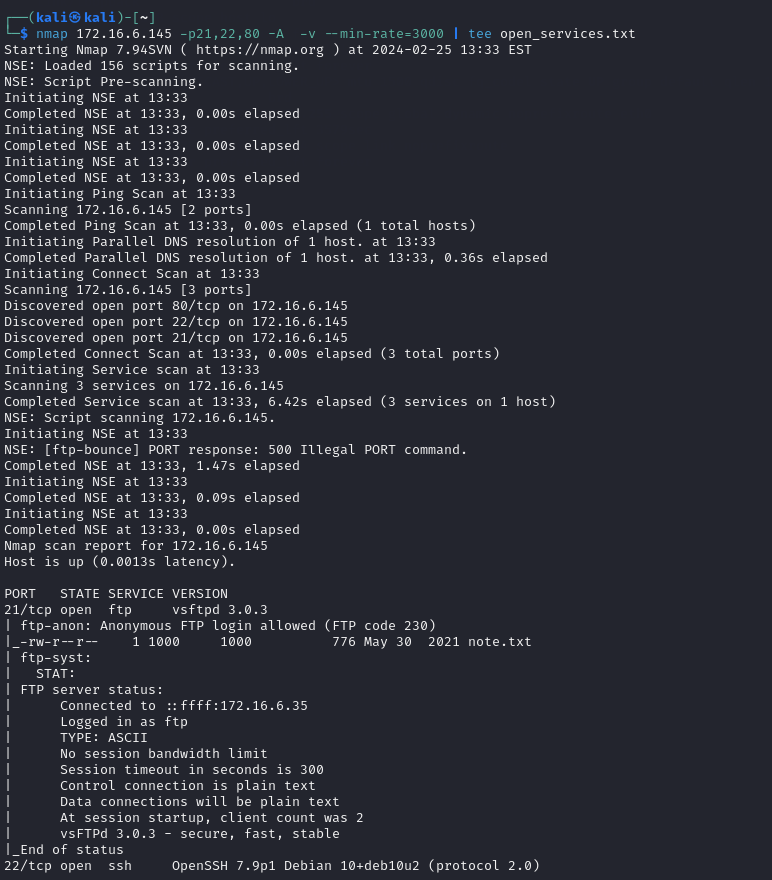 ┌──(kali㉿kali)-[~]
└─$ nmap 172.16.6.145 -p21,22,80 -A  -v --min-rate=3000 | tee open_services.txt
Starting Nmap 7.94SVN ( https://nmap.org ) at 2024-02-25 13:33 EST
NSE: Loaded 156 scripts for scanning.
NSE: Script Pre-scanning.
Initiating NSE at 13:33
Completed NSE at 13:33, 0.00s elapsed
Initiating NSE at 13:33
Completed NSE at 13:33, 0.00s elapsed
Initiating NSE at 13:33
Completed NSE at 13:33, 0.00s elapsed
Initiating Ping Scan at 13:33
Scanning 172.16.6.145 [2 ports]
Completed Ping Scan at 13:33, 0.00s elapsed (1 total hosts)
Initiating Parallel DNS resolution of 1 host. at 13:33
Completed Parallel DNS resolution of 1 host. at 13:33, 0.36s elapsed
Initiating Connect Scan at 13:33
Scanning 172.16.6.145 [3 ports]
Discovered open port 80/tcp on 172.16.6.145
Discovered open port 22/tcp on 172.16.6.145
Discovered open port 21/tcp on 172.16.6.145
Completed Connect Scan at 13:33, 0.00s elapsed (3 total ports)
Initiating Service scan at 13:33
Scanning 3 services on 172.16.6.145
Completed Service scan at 13:33, 6.42s elapsed (3 services on 1 host)
NSE: Script scanning 172.16.6.145.
Initiating NSE at 13:33
NSE: [ftp-bounce] PORT response: 500 Illegal PORT command.
Completed NSE at 13:33, 1.47s elapsed
Initiating NSE at 13:33
Completed NSE at 13:33, 0.09s elapsed
Initiating NSE at 13:33
Completed NSE at 13:33, 0.00s elapsed
Nmap scan report for 172.16.6.145
Host is up (0.0013s latency).

PORT   STATE SERVICE VERSION
21/tcp open  ftp     vsftpd 3.0.3
| ftp-anon: Anonymous FTP login allowed (FTP code 230)
|_-rw-r--r--    1 1000     1000          776 May 30  2021 note.txt
| ftp-syst:
|   STAT:
| FTP server status:
|      Connected to ::ffff:172.16.6.35
|      Logged in as ftp
|      TYPE: ASCII
|      No session bandwidth limit
|      Session timeout in seconds is 300
|      Control connection is plain text
|      Data connections will be plain text
|      At session startup, client count was 2
|      vsFTPd 3.0.3 - secure, fast, stable
|_End of status
22/tcp open  ssh     OpenSSH 7.9p1 Debian 10+deb10u2 (protocol 2.0)